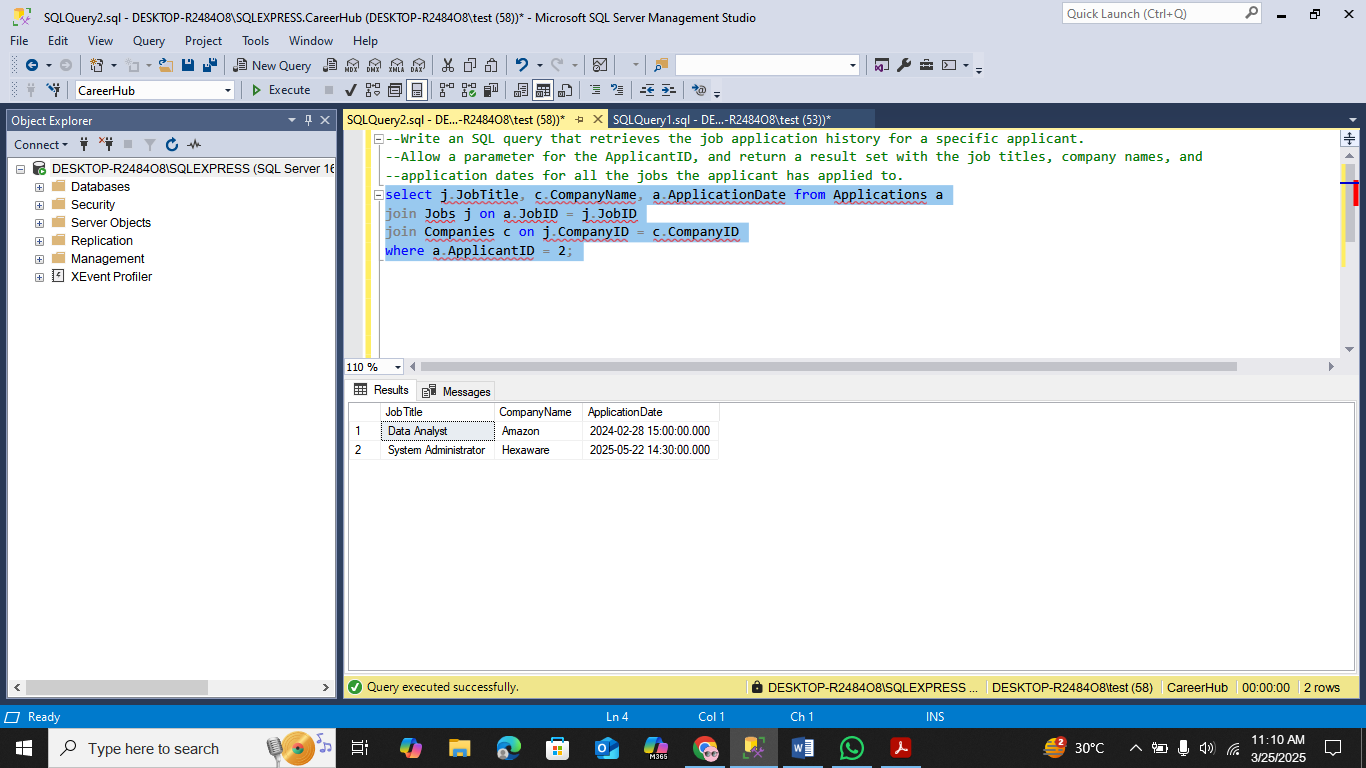 SQLQuery2.sql - DESKTOP-R2484O8\SQLEXPRESS.CareerHub (DESKTOP-R2484O8\test (58))* - Microsoft SQL Server Management Studio
Quick Launch (Ctrl+Q)
File Edit View Query Project Tools Window Help
New Query
MDX DMX XMLA DAX
CareerHub
Execute
Object Explorer
Connect
DESKTOP-R2484O8\SQLEXPRESS (SQL Server 16
Databases
Security
Server Objects
Replication
Management
XEvent Profiler
SQLQuery2.sql - DE...-R2484O8\test (58))*
SQLQuery1.sql - DE...-R2484O8\test (53))*
--Write an SQL query that retrieves the job application history for a specific applicant.
--Allow a parameter for the ApplicantID, and return a result set with the job titles, company names, and
--application dates for all the jobs the applicant has applied to.
select j.JobTitle, c.CompanyName, a.ApplicationDate from Applications a
join Jobs j on a.JobID = j.JobID
join Companies c on j.CompanyID = c.CompanyID
where a.ApplicantID = 2;
110 %
Results Messages
JobTitle CompanyName ApplicationDate
1 Data Analyst Amazon 2024-02-28 15:00:00.000
2 System Administrator Hexaware 2025-05-22 14:30:00.000
Query executed successfully.
DESKTOP-R2484O8\SQLEXPRESS ... DESKTOP-R2484O8\test (58) CareerHub 00:00:00 2 rows
Ready
Ln 4 Col 1 Ch 1 INS
Type here to search
M365
2
30°C
11:10 AM
3/25/2025